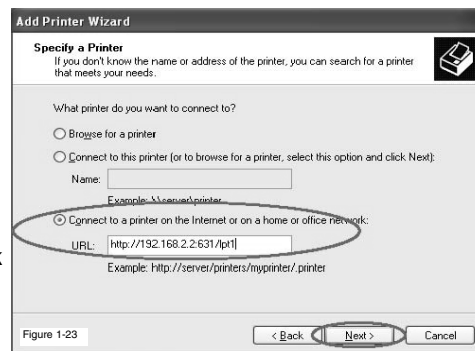 Add Printer Wizard
Specify a Printer
If you don't know the name or address of the printer, you can search for a printer
that meets your needs.
What printer do you want to connect to?
Browse for a printer
Connect to this printer (or to browse for a printer, select this option and click Next):
Name:
Example: \\server\printer
Connect to a printer on the Internet or on a home or office network:
URL: http://192.168.2.2:631/lpt1
Example: http://server/printers/myprinter/.printer
Figure 1-23
< Back Next > Cancel